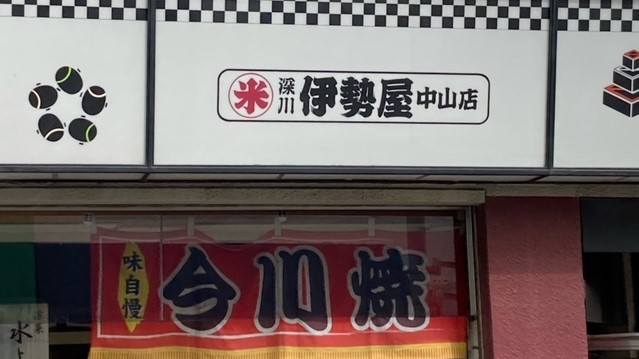 米 深川 伊勢屋 中山店
味自慢
今川焼